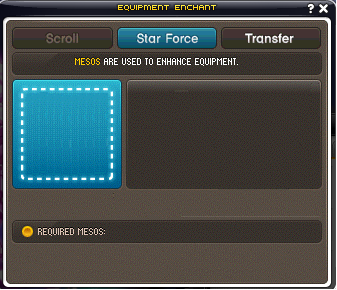 EQUIPMENT ENCHANT
?
Scroll
Star Force
Transfer
MESOS ARE USED TO ENHANCE EQUIPMENT.
REQUIRED MESOS: